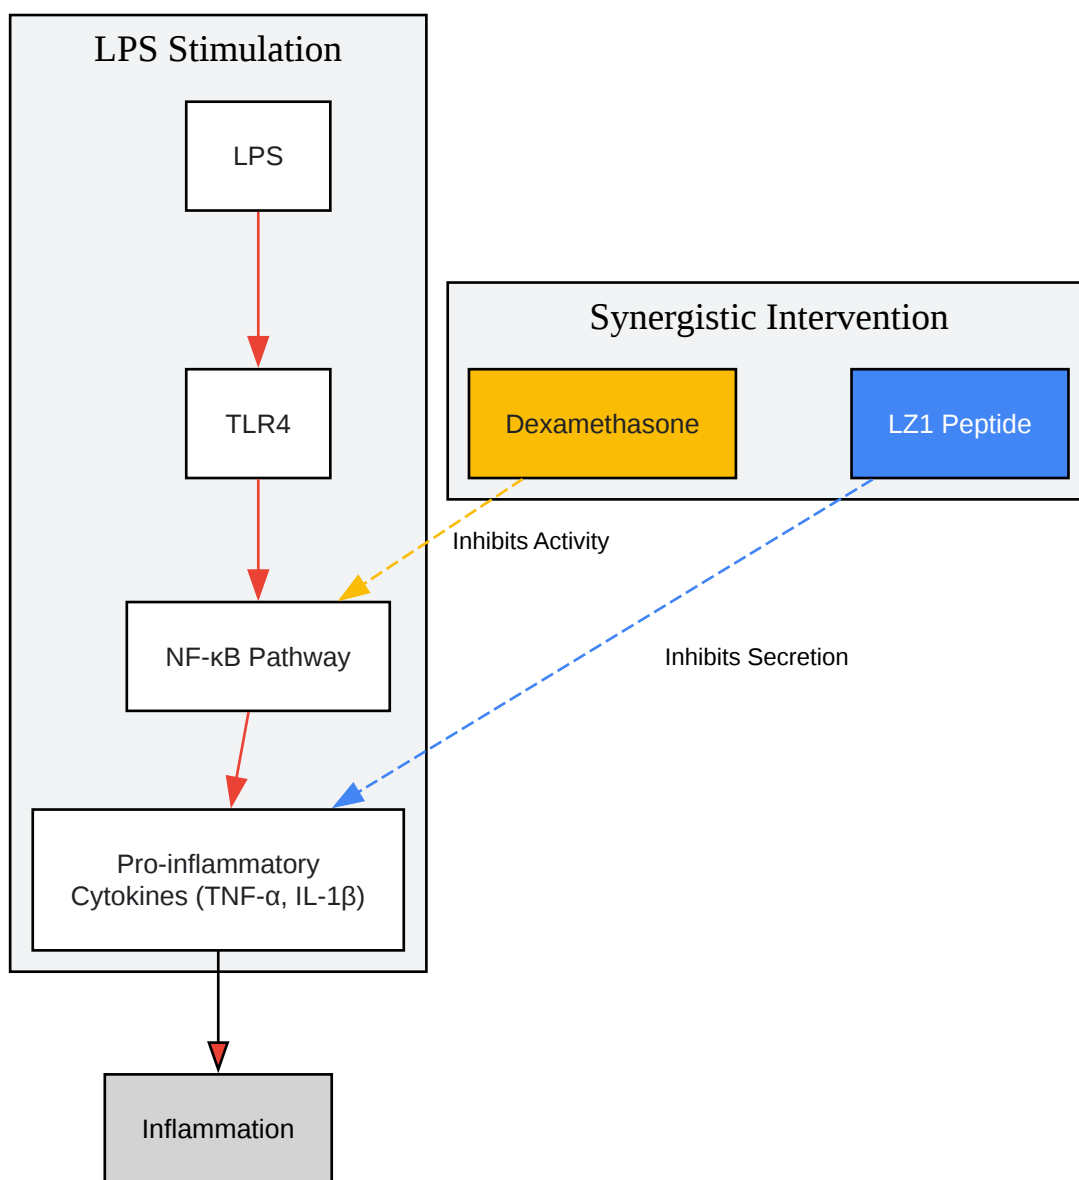 LPS Stimulation
LPS
Synergistic Intervention
TLR4
Dexamethasone
LZ1 Peptide
Inhibits Activity
NF-κB Pathway
Inhibits Secretion
Pro-inflammatory
Cytokines (TNF-α, IL-1β)
Inflammation